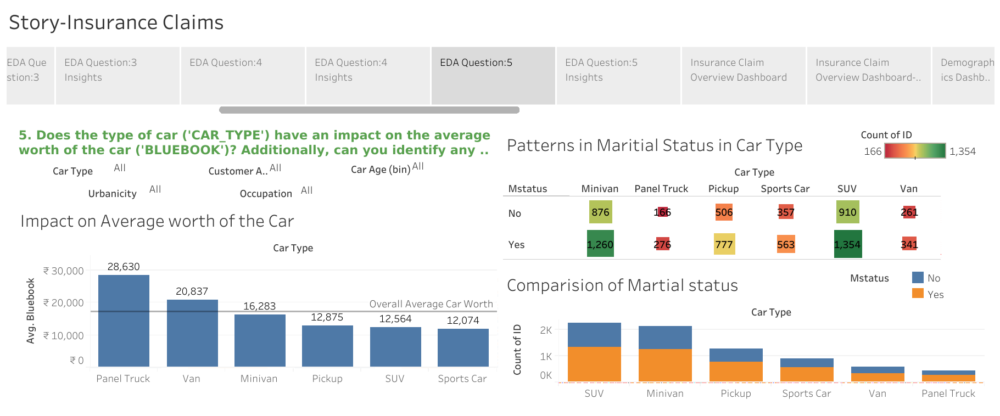 Story-Insurance Claims
EDA Que
stion:3
EDA Question:3
Insights
EDA Question:4
EDA Question:4
Insights
EDA Question:5
EDA Question:5
Insights
Insurance Claim
Overview Dashboard
Insurance Claim
Overview Dashboard-..
Demograph
ics Dashb..
5. Does the type of car ('CAR_TYPE') have an impact on the average
worth of the car ('BLUEBOOK')? Additionally, can you identify any ..
Car Type All
Customer A.. All
Car Age (bin) All
Urbanicity All
Occupation All
Impact on Average worth of the Car
Car Type
Avg. Bluebook
₹ 30,000
₹ 20,000
₹ 10,000
₹ 0
28,630
20,837
16,283
12,875
12,564
12,074
Overall Average Car Worth
Panel Truck Van Minivan Pickup SUV Sports Car
Patterns in Maritial Status in Car Type
Count of ID
166 1,354
Car Type
Mstatus Minivan Panel Truck Pickup Sports Car SUV Van
No 876 166 506 357 910 261
Yes 1,260 276 777 563 1,354 341
Comparision of Martial status
Mstatus
No
Yes
Car Type
Count of ID
2K
1K
0K
SUV Minivan Pickup Sports Car Van Panel Truck